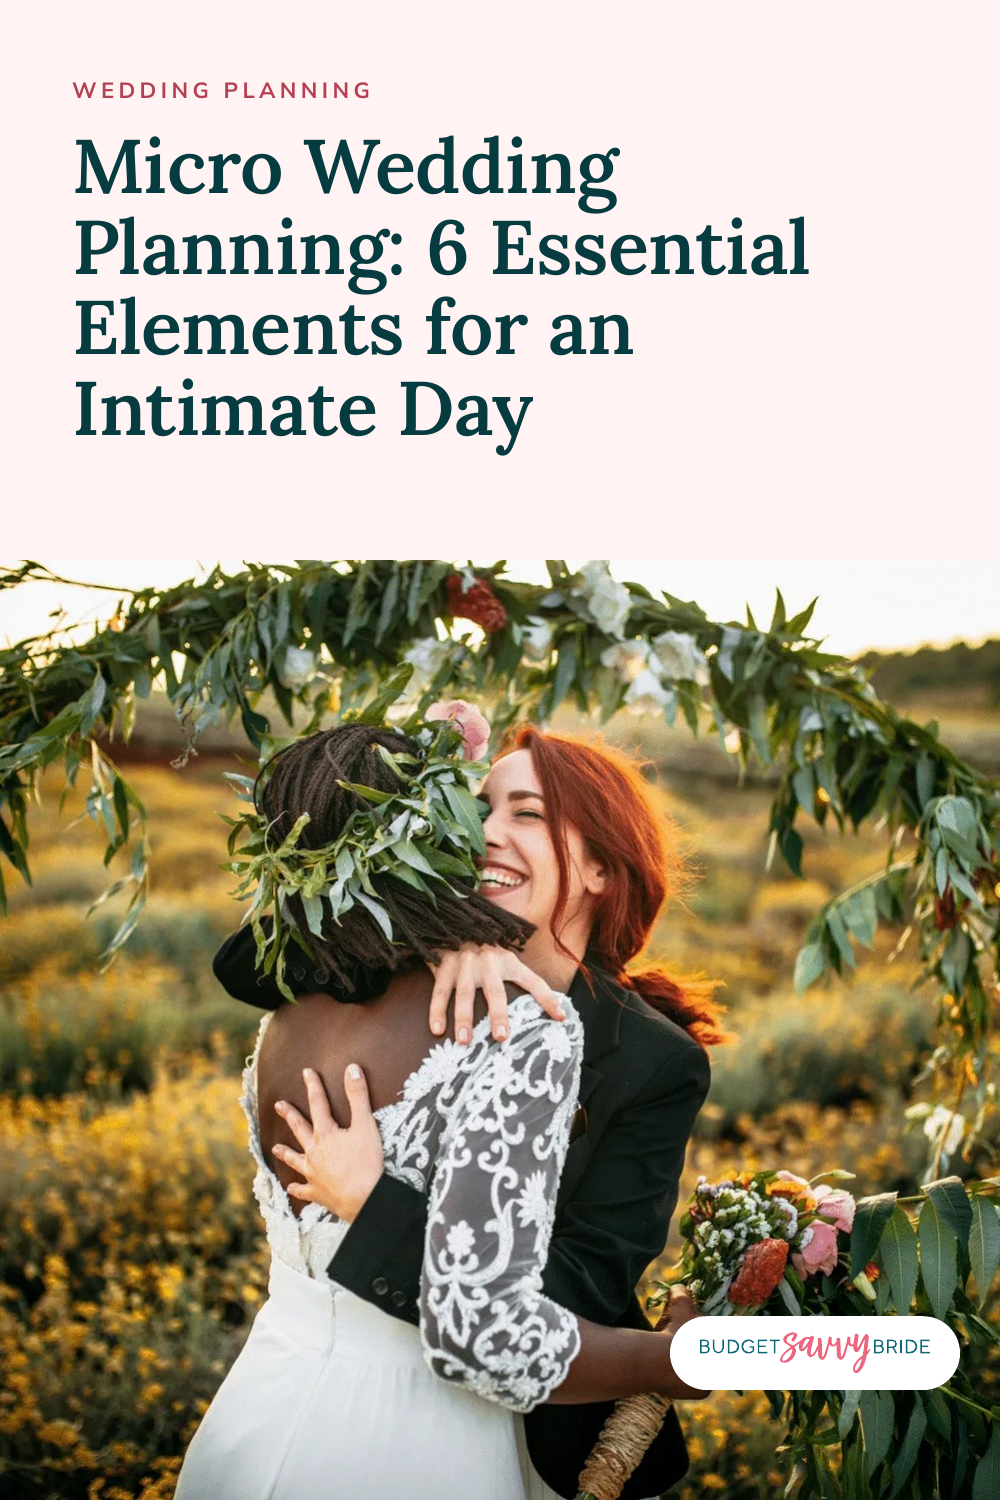 WEDDING PLANNING
Micro Wedding
Planning: 6 Essential
Elements for an
Intimate Day
BUDGET savvy BRIDE